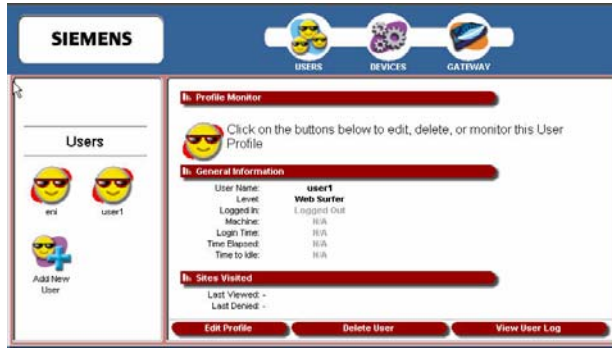 SIEMENS
USERS
DEVICES
GATEWAY
Users
eni
user1
Add New
User
Profile Monitor
Click on the buttons below to edit, delete, or monitor this User
Profile
General Information
User Name: user1
Level: Web Surfer
Logged In: Logged Out
Machine: N/A
Login Time: N/A
Time Elapsed: N/A
Time to Idle: N/A
Sites Visited
Last Viewed: -
Last Denied: -
Edit Profile
Delete User
View User Log